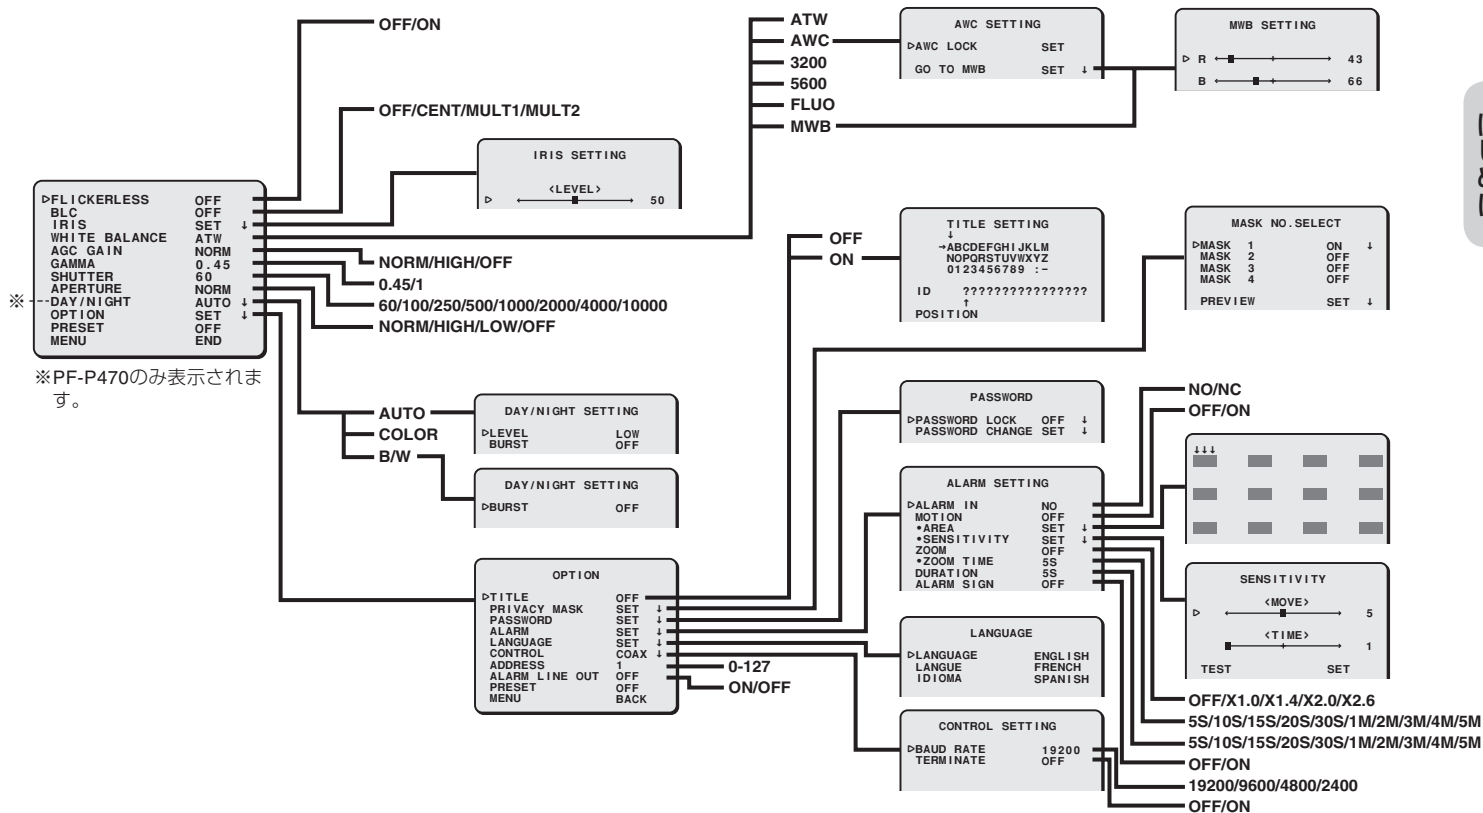 ▷FLICKERLESS OFF
BLC OFF
IRIS SET ↓
WHITE BALANCE ATW
AGC GAIN NORM
GAMMA 0.45
SHUTTER 60
APERTURE NORM
※ DAY/NIGHT AUTO ↓
OPTION SET ↓
PRESET OFF
MENU END
※PF-P470のみ表示されま
す。
OFF/ON
OFF/CENT/MULT1/MULT2
IRIS SETTING
<LEVEL>
▷ 50
NORM/HIGH/OFF
0.45/1
60/100/250/500/1000/2000/4000/10000
NORM/HIGH/LOW/OFF
ATW
AWC
3200
5600
FLUO
MWB
AWC SETTING
▷AWC LOCK SET
GO TO MWB SET ↓
MWB SETTING
▷ R 43
B 66
AUTO
COLOR
B/W
DAY/NIGHT SETTING
▷LEVEL LOW
BURST OFF
DAY/NIGHT SETTING
▷BURST OFF
OPTION
▷TITLE OFF
PRIVACY MASK SET ↓
PASSWORD SET ↓
ALARM SET ↓
LANGUAGE SET ↓
CONTROL COAX ↓
ADDRESS 1
ALARM LINE OUT OFF
PRESET OFF
MENU BACK
0-127
ON/OFF
OFF
ON
TITLE SETTING
↓
→ABCDEFGHIJKLM
NOPQRSTUVWXYZ
0123456789 :-
ID ????????????????
↑
POSITION
MASK NO.SELECT
▷MASK 1 ON ↓
MASK 2 OFF
MASK 3 OFF
MASK 4 OFF
PREVIEW SET ↓
PASSWORD
▷PASSWORD LOCK OFF ↓
PASSWORD CHANGE SET ↓
ALARM SETTING
▷ALARM IN NO
MOTION OFF
•AREA SET ↓
•SENSITIVITY SET ↓
ZOOM OFF
•ZOOM TIME 5S
DURATION 5S
ALARM SIGN OFF
NO/NC
OFF/ON
↓↓↓
SENSITIVITY
<MOVE>
▷ 5
<TIME>
1
TEST SET
OFF/X1.0/X1.4/X2.0/X2.6
5S/10S/15S/20S/30S/1M/2M/3M/4M/5M
5S/10S/15S/20S/30S/1M/2M/3M/4M/5M
OFF/ON
LANGUAGE
▷LANGUAGE ENGLISH
LANGUE FRENCH
IDIOMA SPANISH
CONTROL SETTING
▷BAUD RATE 19200
TERMINATE OFF
19200/9600/4800/2400
OFF/ON